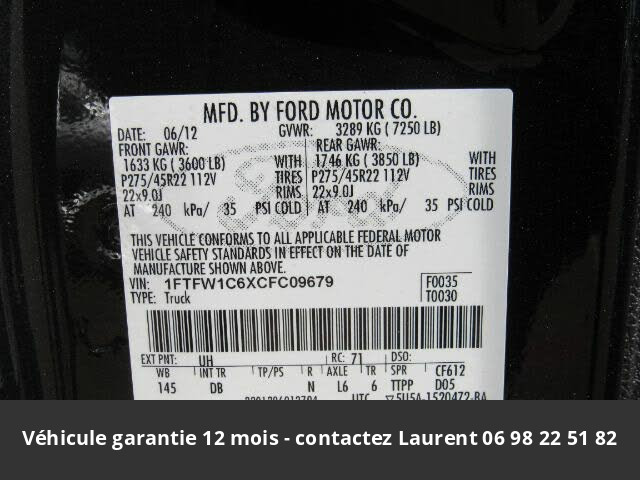 MFD. BY FORD MOTOR CO.
DATE: 06/12 GVWR: 3289 KG ( 7250 LB)
FRONT GAWR: REAR GAWR:
1633 KG ( 3600 LB) WITH 1746 KG ( 3850 LB) WITH
P275/45R22 112V TIRES P275/45R22 112V TIRES
22x9.0J RIMS 22x9.0J RIMS
AT 240 kPa/ 35 PSI COLD AT 240 kPa/ 35 PSI COLD
THIS VEHICLE CONFORMS TO ALL APPLICABLE FEDERAL MOTOR
VEHICLE SAFETY STANDARDS IN EFFECT ON THE DATE OF
MANUFACTURE SHOWN ABOVE.
VIN: 1FTFW1C6XCFC09679 F0035
TYPE: Truck T0030
EXT PNT: UH RC: 71 DSO:
WB INT TR TP/PS R AXLE TR SPR CF612
145 DB N L6 6 TTPP D05
UTC
Véhicule garantie 12 mois - contactez Laurent 06 98 22 51 82